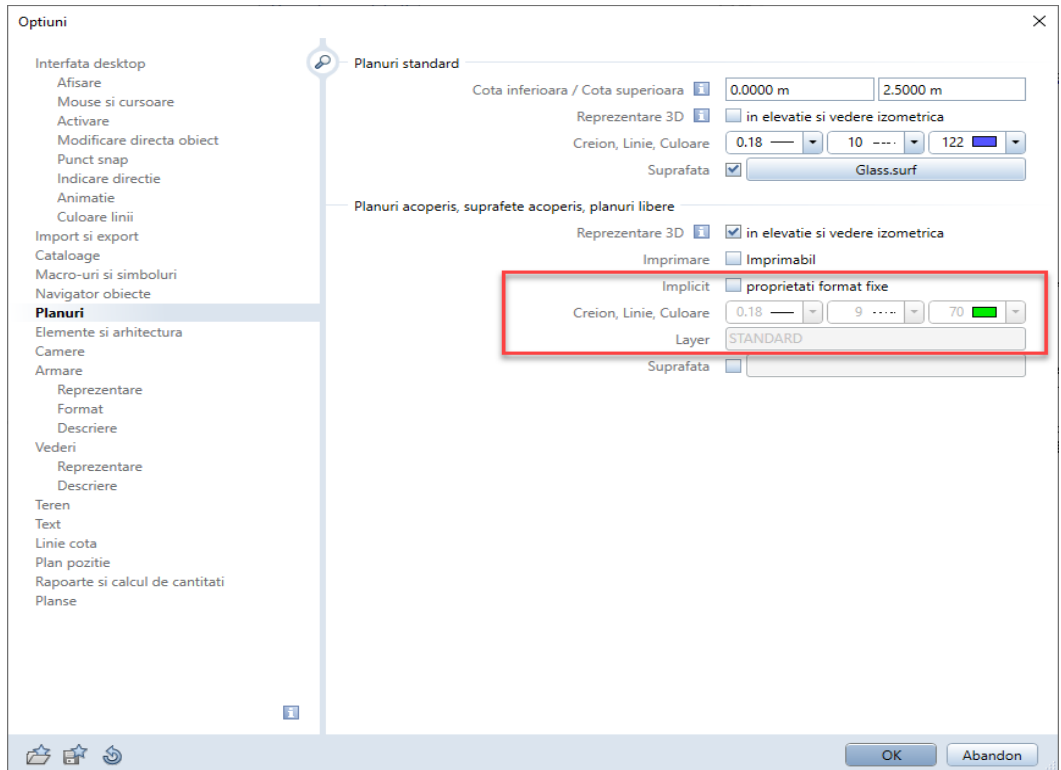 Optiuni
Interfata desktop
Afisare
Mouse si cursoare
Activare
Modificare directa obiect
Punct snap
Indicare directie
Animatie
Culoare linii
Import si export
Cataloage
Macro-uri si simboluri
Navigator obiecte
Planuri
Elemente si arhitectura
Camere
Armare
Reprezentare
Format
Descriere
Vederi
Reprezentare
Descriere
Teren
Text
Linie cota
Plan pozitie
Rapoarte si calcul de cantitati
Planse
Planuri standard
Cota inferioara / Cota superioara 0.0000 m 2.5000 m
Reprezentare 3D in elevatie si vedere izometrica
Creion, Linie, Culoare 0.18 10 122
Suprafata Glass.surf
Planuri acoperis, suprafete acoperis, planuri libere
Reprezentare 3D in elevatie si vedere izometrica
Imprimare Imprimabil
Implicit proprietati format fixe
Creion, Linie, Culoare 0.18 9 70
Layer STANDARD
Suprafata
OK Abandon